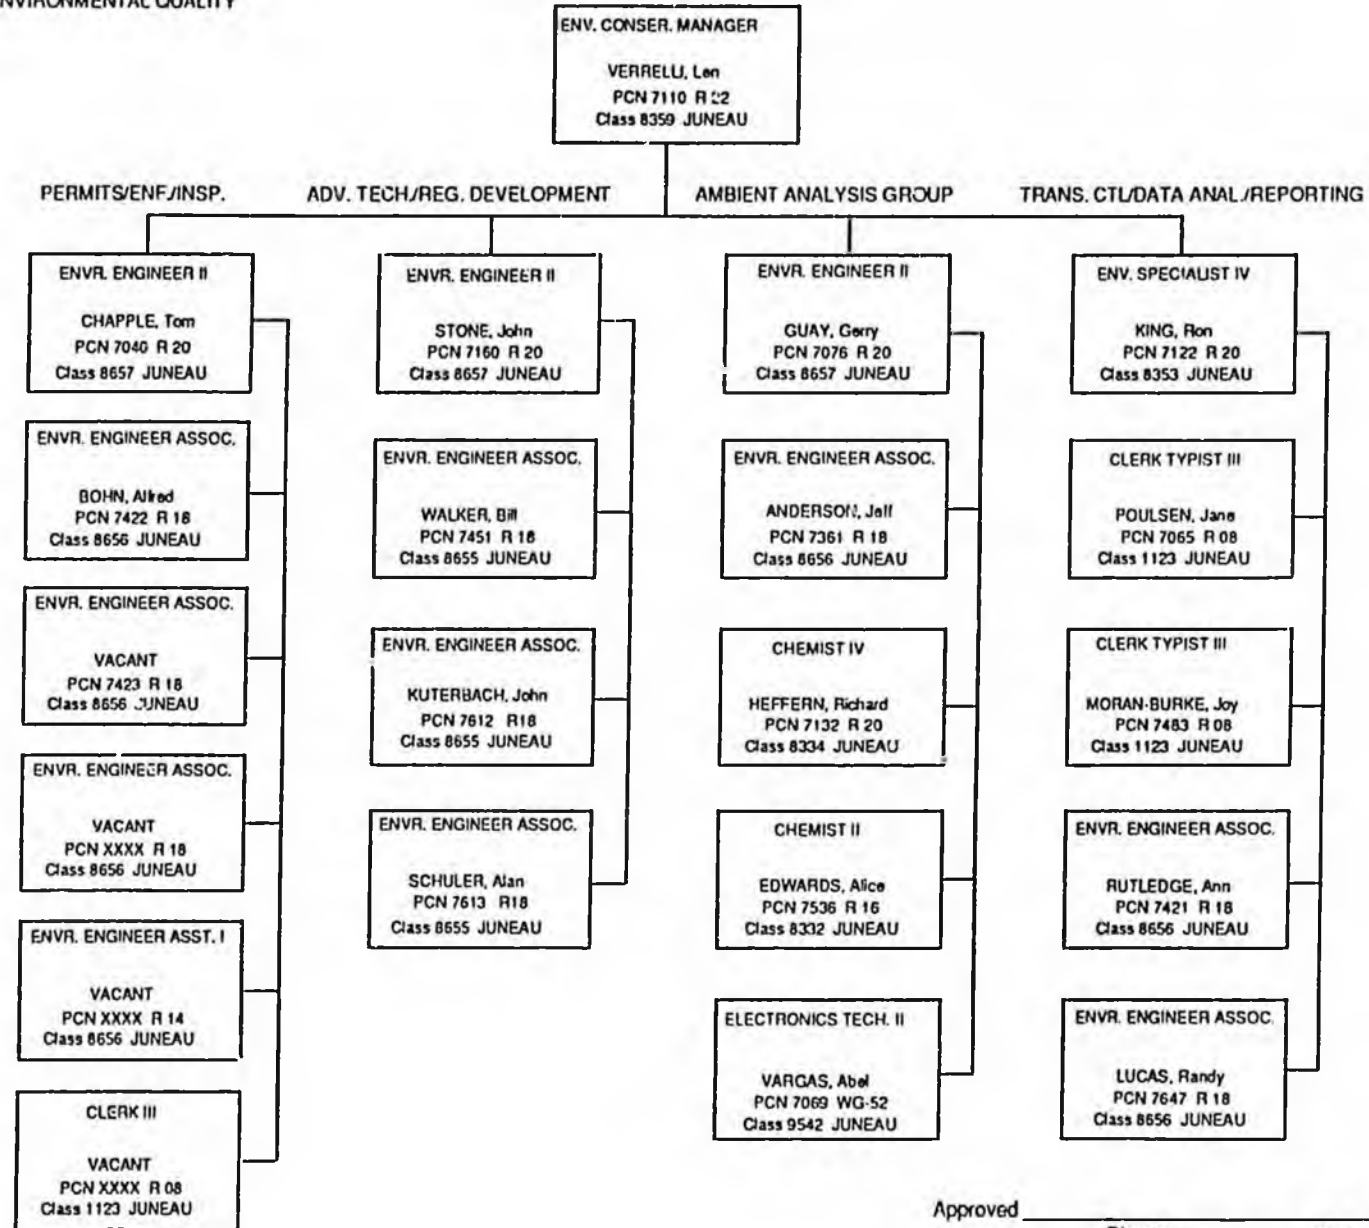 ENVIRONMENTAL QUALITY
ENV. CONSER. MANAGER
VERRELLI, Len
PCN 7110 R 22
Class 8359 JUNEAU
PERMITS/ENF./INSP.
ADV. TECH./REG. DEVELOPMENT
AMBIENT ANALYSIS GROUP
TRANS. CTL/DATA ANAL./REPORTING
ENVR. ENGINEER II
CHAPPLE, Tom
PCN 7040 R 20
Class 8657 JUNEAU
ENVR. ENGINEER ASSOC.
BOHN, Alfred
PCN 7422 R 18
Class 8656 JUNEAU
ENVR. ENGINEER ASSOC.
VACANT
PCN 7423 R 18
Class 8656 JUNEAU
ENVR. ENGINEER ASSOC.
VACANT
PCN XXXX R 18
Class 8656 JUNEAU
ENVR. ENGINEER ASST. I
VACANT
PCN XXXX R 14
Class 8656 JUNEAU
CLERK III
VACANT
PCN XXXX R 08
Class 1123 JUNEAU
ENVR. ENGINEER II
STONE, John
PCN 7160 R 20
Class 8657 JUNEAU
ENVR. ENGINEER ASSOC.
WALKER, Bill
PCN 7451 R 18
Class 8655 JUNEAU
ENVR. ENGINEER ASSOC.
KUTERBACH, John
PCN 7612 R18
Class 8655 JUNEAU
ENVR. ENGINEER ASSOC.
SCHULER, Alan
PCN 7613 R18
Class 8655 JUNEAU
ENVR. ENGINEER II
GUAY, Gerry
PCN 7076 R 20
Class 8657 JUNEAU
ENVR. ENGINEER ASSOC.
ANDERSON, Jeff
PCN 7361 R 18
Class 8656 JUNEAU
CHEMIST IV
HEFFERN, Richard
PCN 7132 R 20
Class 8334 JUNEAU
CHEMIST II
EDWARDS, Alice
PCN 7536 R 16
Class 8332 JUNEAU
ELECTRONICS TECH. II
VARGAS, Abel
PCN 7069 WG-52
Class 9542 JUNEAU
ENV. SPECIALIST IV
KING, Ron
PCN 7122 R 20
Class 8353 JUNEAU
CLERK TYPIST III
POULSEN, Jane
PCN 7065 R 08
Class 1123 JUNEAU
CLERK TYPIST III
MORAN-BURKE, Joy
PCN 7483 R 08
Class 1123 JUNEAU
ENVR. ENGINEER ASSOC.
RUTLEDGE, Ann
PCN 7421 R 18
Class 8656 JUNEAU
ENVR. ENGINEER ASSOC.
LUCAS, Randy
PCN 7647 R 18
Class 8656 JUNEAU
Approved